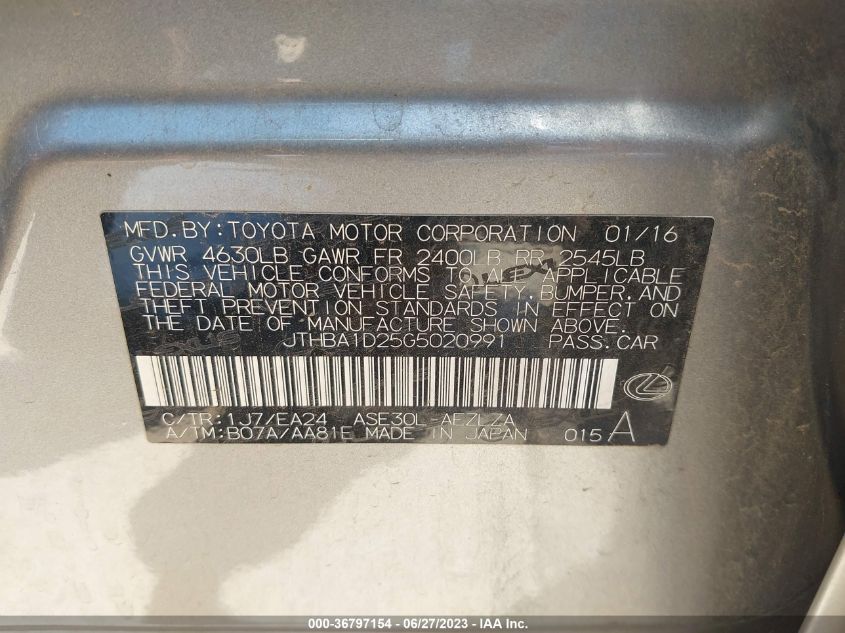 MFD.BY:TOYOTA MOTOR CORPORATION 01/16
GVWR 4630LB GAWR FR 2400LB RR 2545LB
THIS VEHICLE CONFORMS TO ALL APPLICABLE
FEDERAL MOTOR VEHICLE SAFETY,BUMPER,AND
THEFT PREVENTION STANDARDS IN EFFECT ON
THE DATE OF MANUFACTURE SHOWN ABOVE.
JTHBA1D25G5020991 PASS.CAR
C/TR:1J7/EA24 ASE30L-AEZLZA
A/TM:B07A/AA81E MADE IN JAPAN 015A
000-36797154 - 06/27/2023 - © IAA Inc.